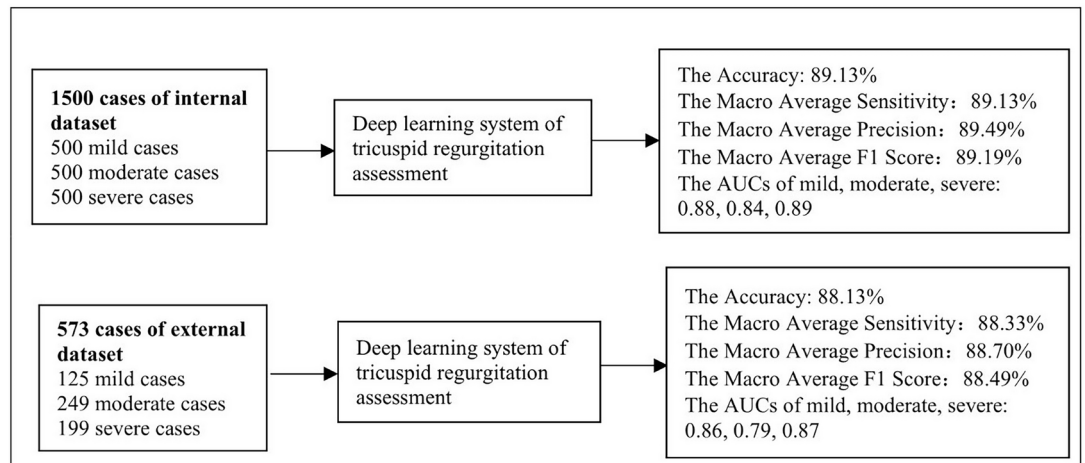 1500 cases of internal
dataset
500 mild cases
500 moderate cases
500 severe cases
Deep learning system of
tricuspid regurgitation
assessment
The Accuracy: 89.13%
The Macro Average Sensitivity：89.13%
The Macro Average Precision：89.49%
The Macro Average F1 Score：89.19%
The AUCs of mild, moderate, severe:
0.88, 0.84, 0.89
573 cases of external
dataset
125 mild cases
249 moderate cases
199 severe cases
Deep learning system of
tricuspid regurgitation
assessment
The Accuracy: 88.13%
The Macro Average Sensitivity：88.33%
The Macro Average Precision：88.70%
The Macro Average F1 Score：88.49%
The AUCs of mild, moderate, severe:
0.86, 0.79, 0.87